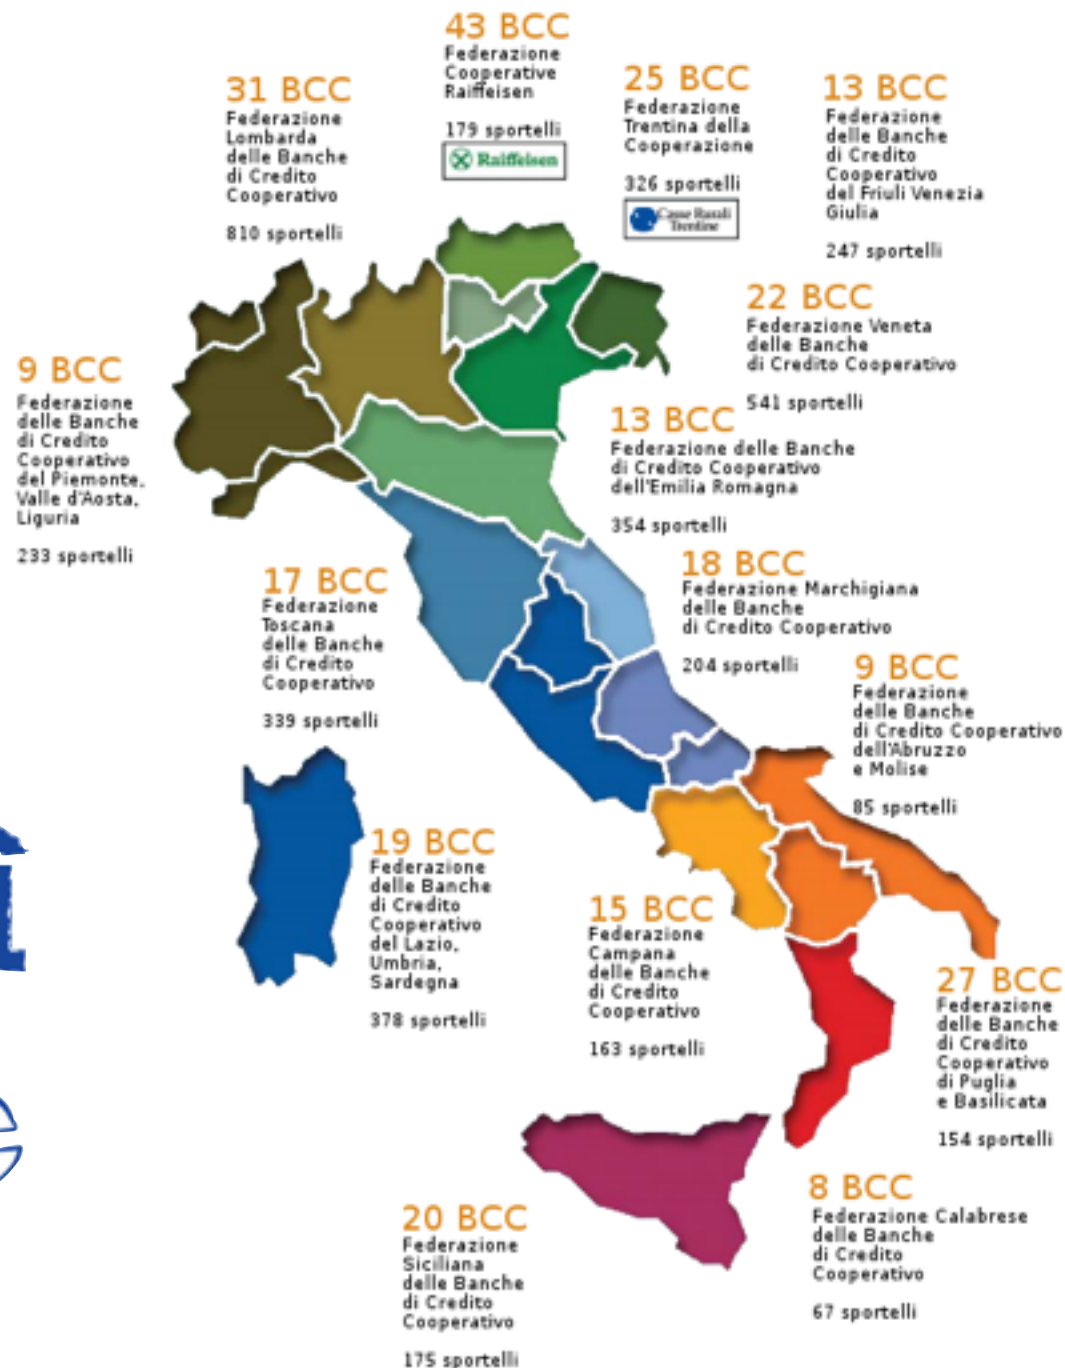 43 BCC
Federazione
Cooperative
Raiffeisen
179 sportelli
Raiffeisen
31 BCC
Federazione
Lombarda
delle Banche
di Credito
Cooperativo
810 sportelli
25 BCC
Federazione
Trentina della
Cooperazione
326 sportelli
Casse Rurali
Trentine
13 BCC
Federazione
delle Banche
di Credito
Cooperativo
del Friuli Venezia
Giulia
247 sportelli
22 BCC
Federazione Veneta
delle Banche
di Credito Cooperativo
541 sportelli
9 BCC
Federazione
delle Banche
di Credito
Cooperativo
del Piemonte,
Valle d'Aosta,
Liguria
233 sportelli
13 BCC
Federazione delle Banche
di Credito Cooperativo
dell'Emilia Romagna
354 sportelli
17 BCC
Federazione
Toscana
delle Banche
di Credito
Cooperativo
339 sportelli
18 BCC
Federazione Marchigiana
delle Banche
di Credito Cooperativo
204 sportelli
9 BCC
Federazione
delle Banche
di Credito Cooperativo
dell'Abruzzo
e Molise
85 sportelli
19 BCC
Federazione
delle Banche
di Credito
Cooperativo
del Lazio,
Umbria,
Sardegna
378 sportelli
15 BCC
Federazione
Campana
delle Banche
di Credito
Cooperativo
163 sportelli
27 BCC
Federazione
delle Banche
di Credito
Cooperativo
di Puglia
e Basilicata
154 sportelli
8 BCC
Federazione Calabrese
delle Banche
di Credito
Cooperativo
67 sportelli
20 BCC
Federazione
Siciliana
delle Banche
di Credito
Cooperativo
175 sportelli